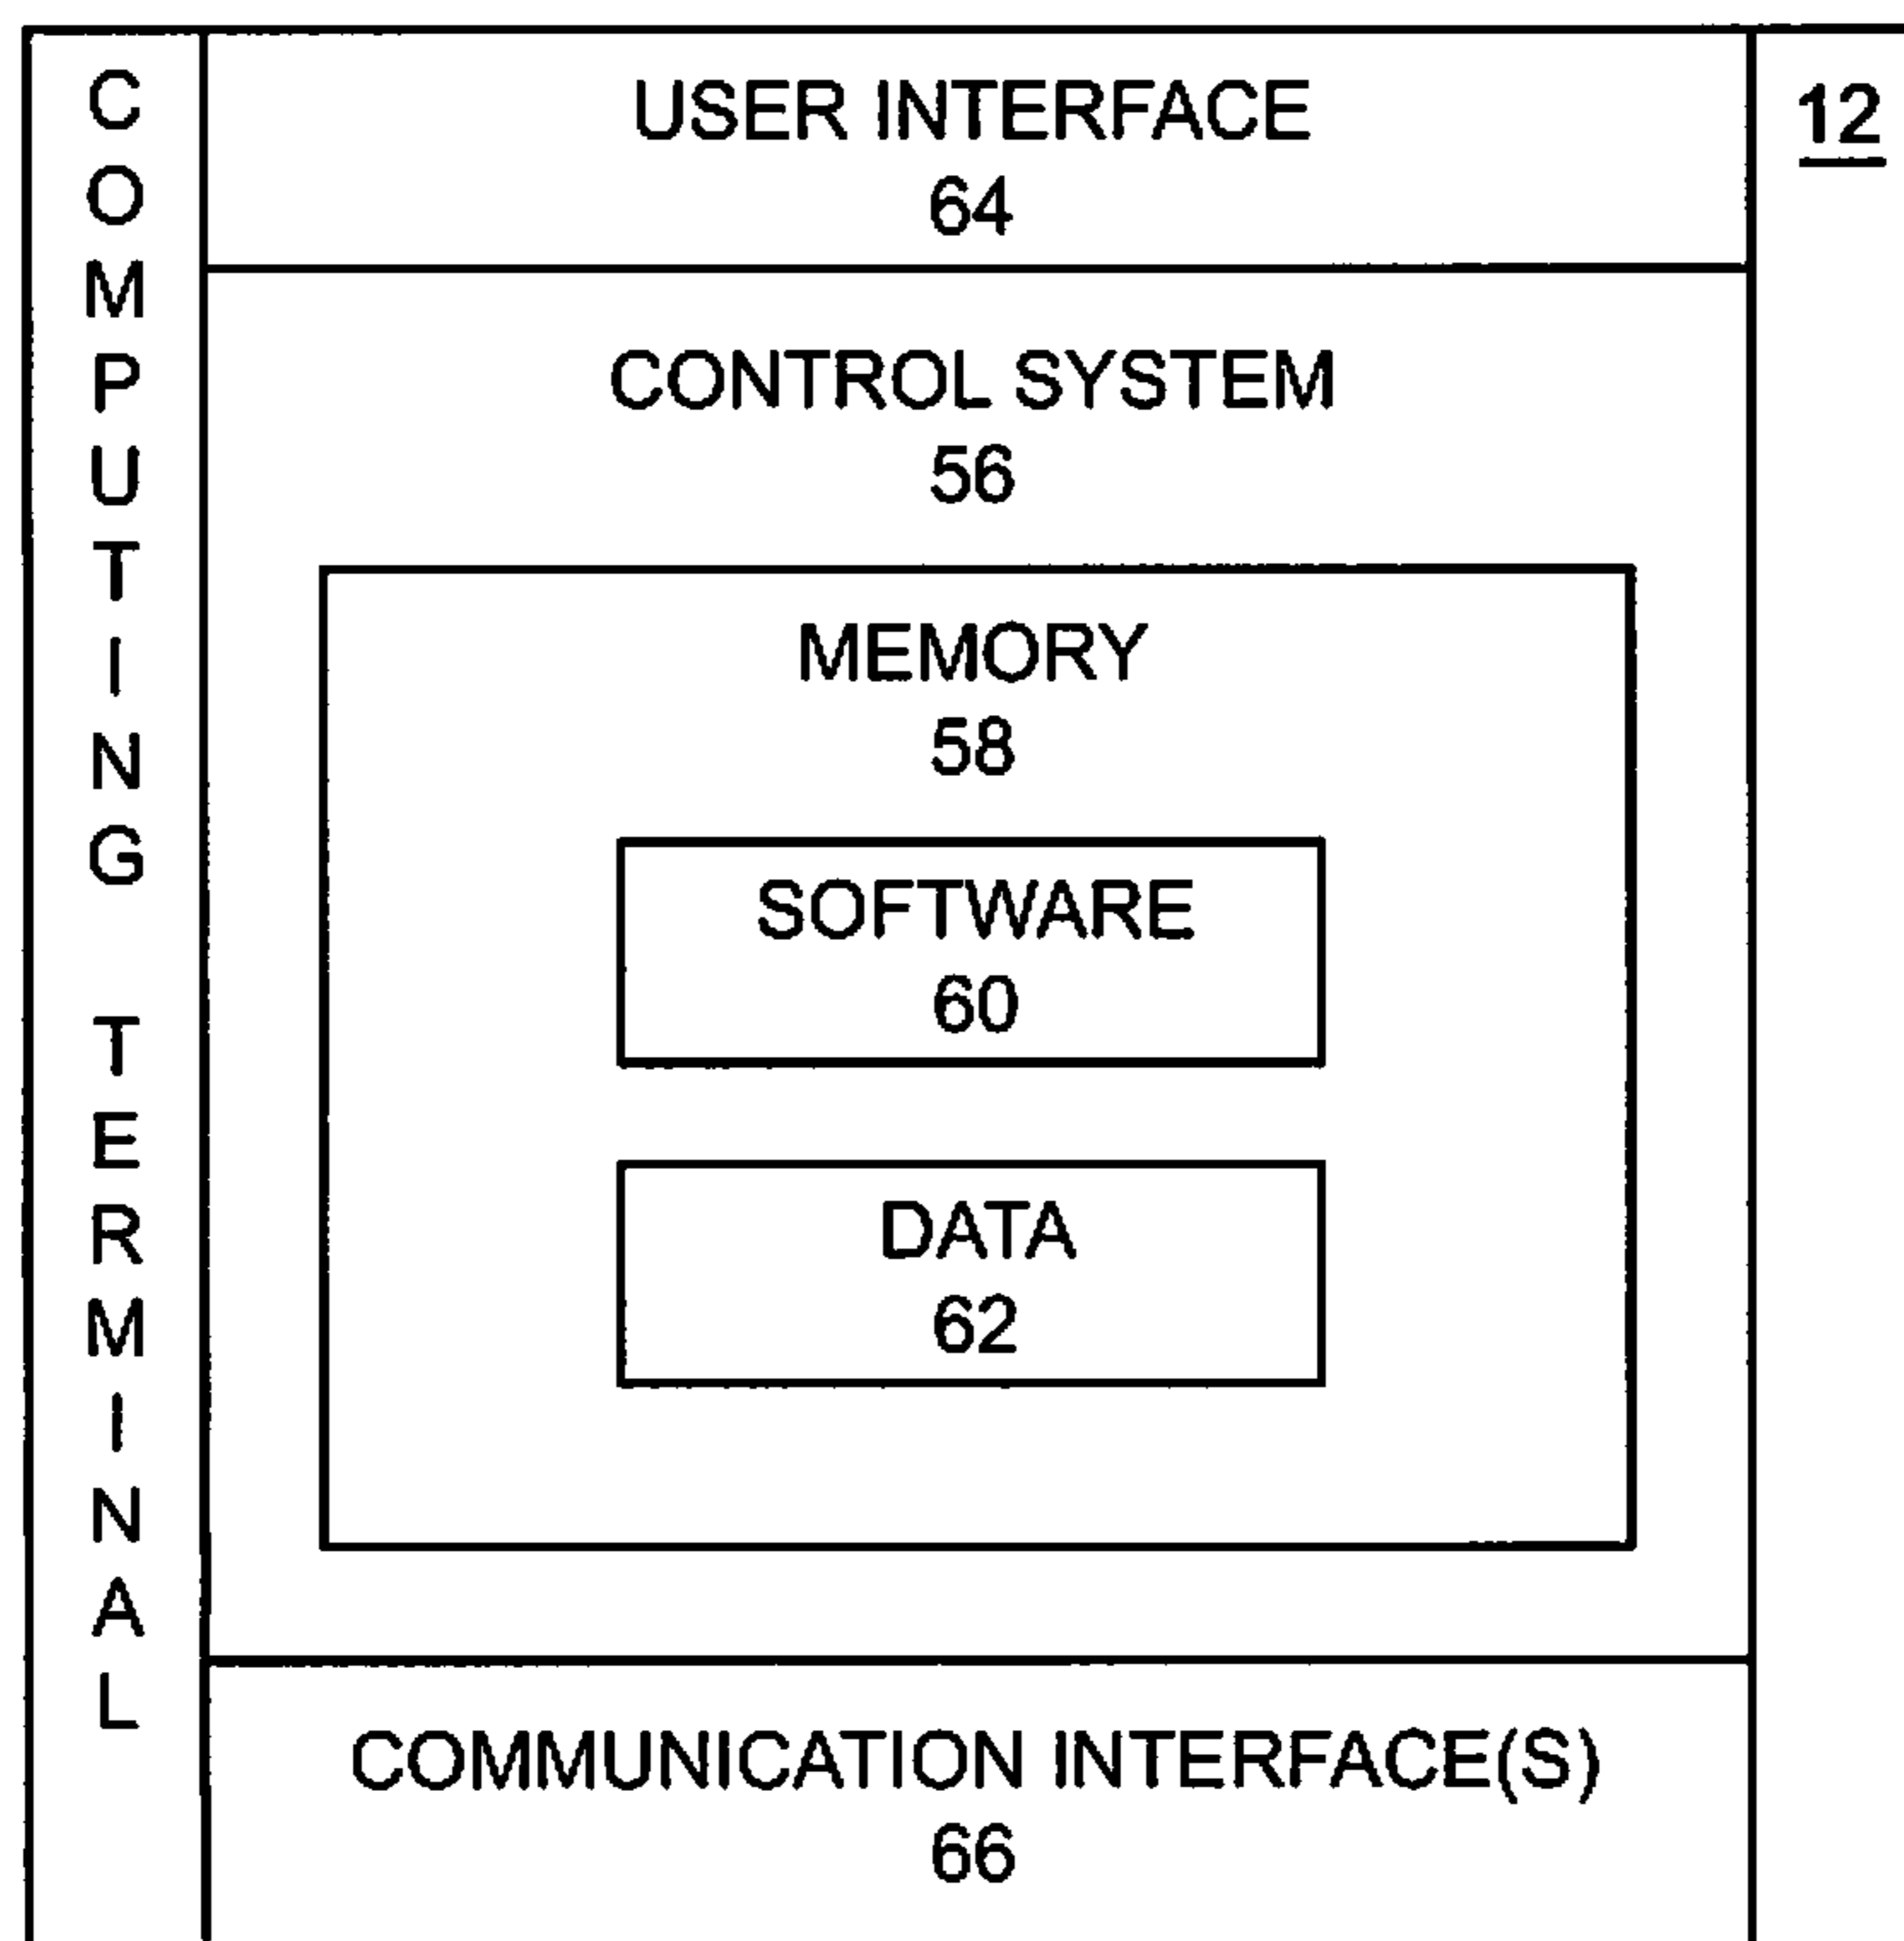 COMPUTING TERMINAL
USER INTERFACE
64
12
CONTROL SYSTEM
56
MEMORY
58
SOFTWARE
60
DATA
62
COMMUNICATION INTERFACE(S)
66